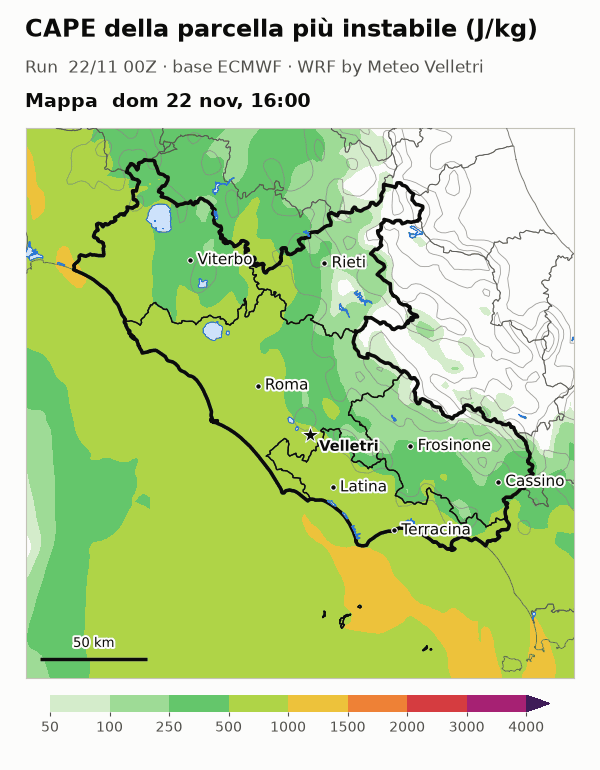 CAPE della parcella più instabile (J/kg)
Run  22/11 00Z · base ECMWF · WRF by Meteo Velletri
Mappa  dom 22 nov, 16:00
Viterbo
Rieti
Roma
Velletri
Frosinone
Latina
Cassino
Terracina
50 km
50 100 250 500 1000 1500 2000 3000 4000